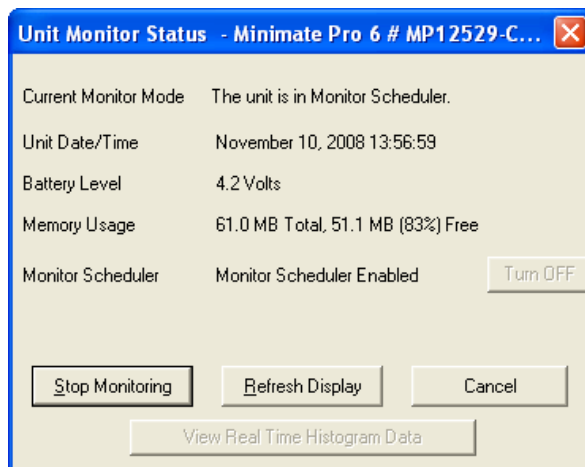 Unit Monitor Status - Minimate Pro 6 # MP12529-C...
Current Monitor Mode The unit is in Monitor Scheduler.
Unit Date/Time November 10, 2008 13:56:59
Battery Level 4.2 Volts
Memory Usage 61.0 MB Total, 51.1 MB (83%) Free
Monitor Scheduler Monitor Scheduler Enabled Turn OFF
Stop Monitoring Refresh Display Cancel
View Real Time Histogram Data